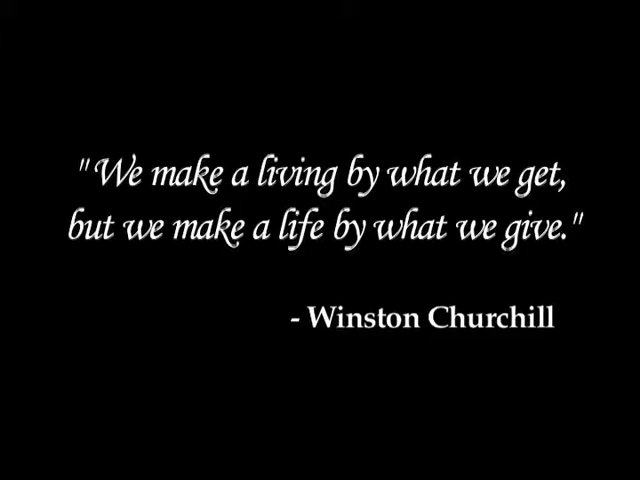 "We make a living by what we get,
but we make a life by what we give."
- Winston Churchill